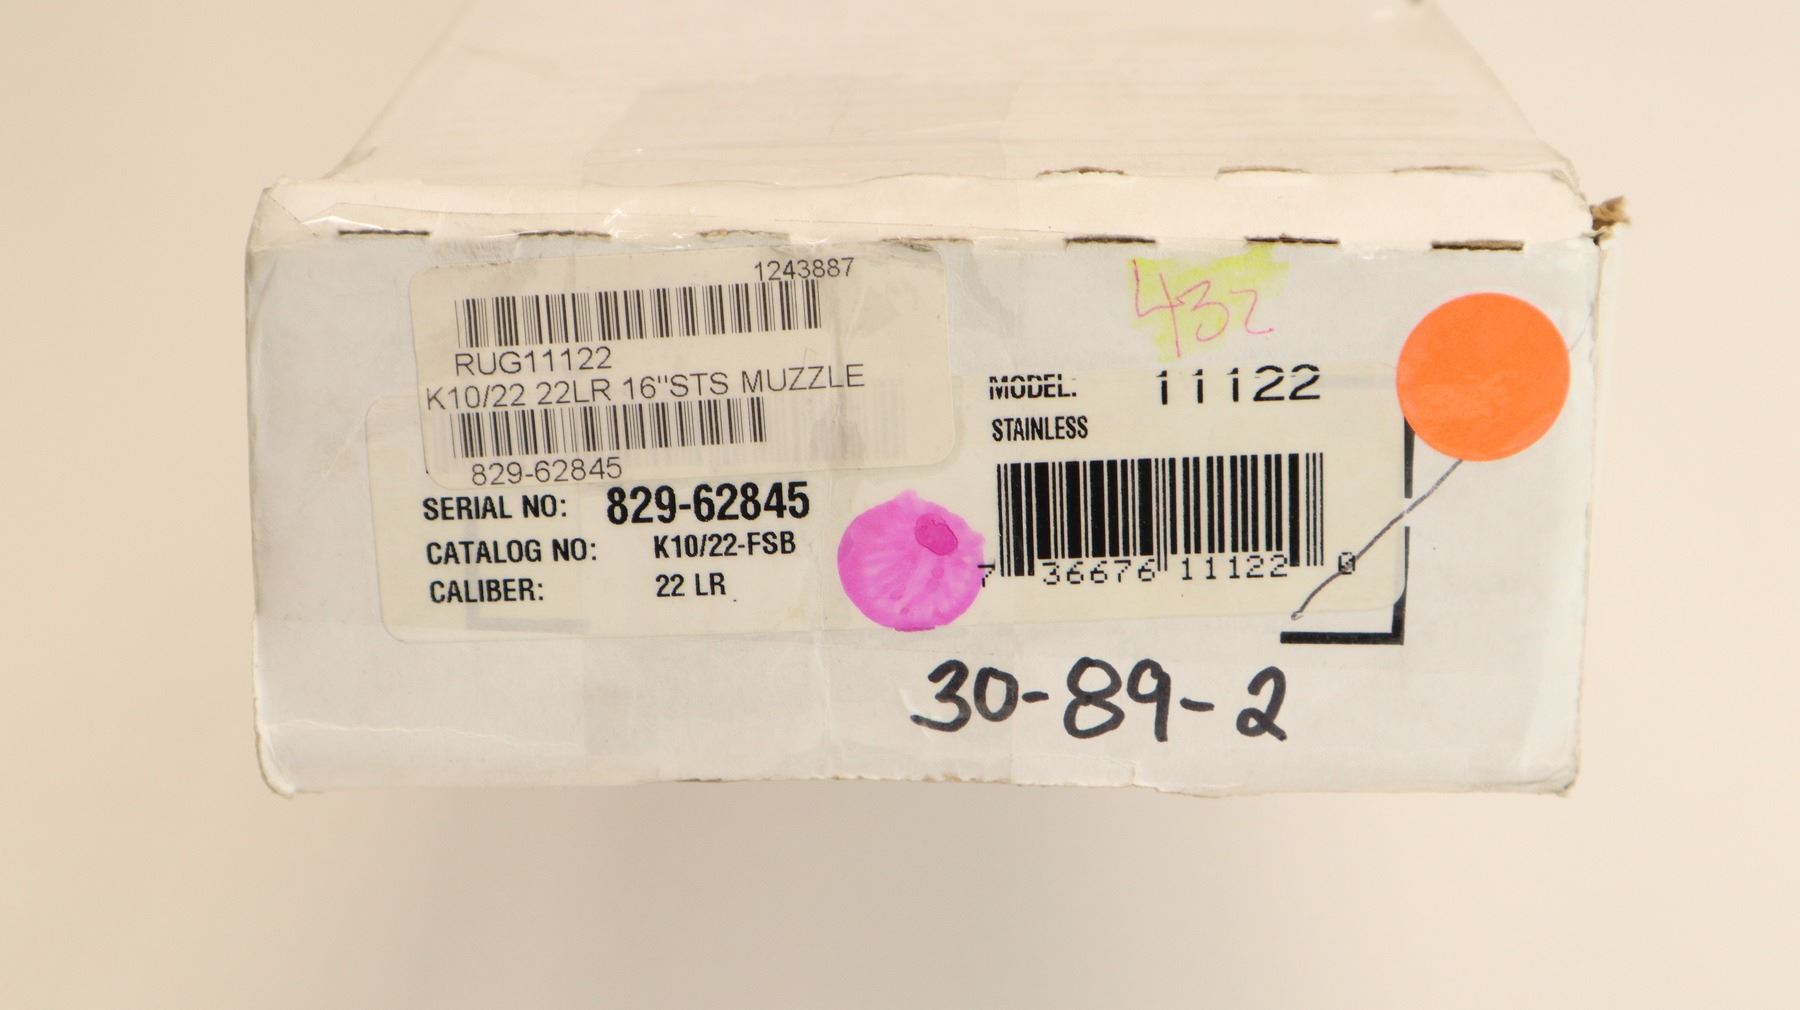 1243887
RUG11122
K10/22 22LR 16"STS MUZZLE
829-62845
SERIAL NO: 829-62845
CATALOG NO: K10/22-FSB
CALIBER: 22 LR
432
MODEL: 11122
STAINLESS
7 36676 11122 0
30-89-2